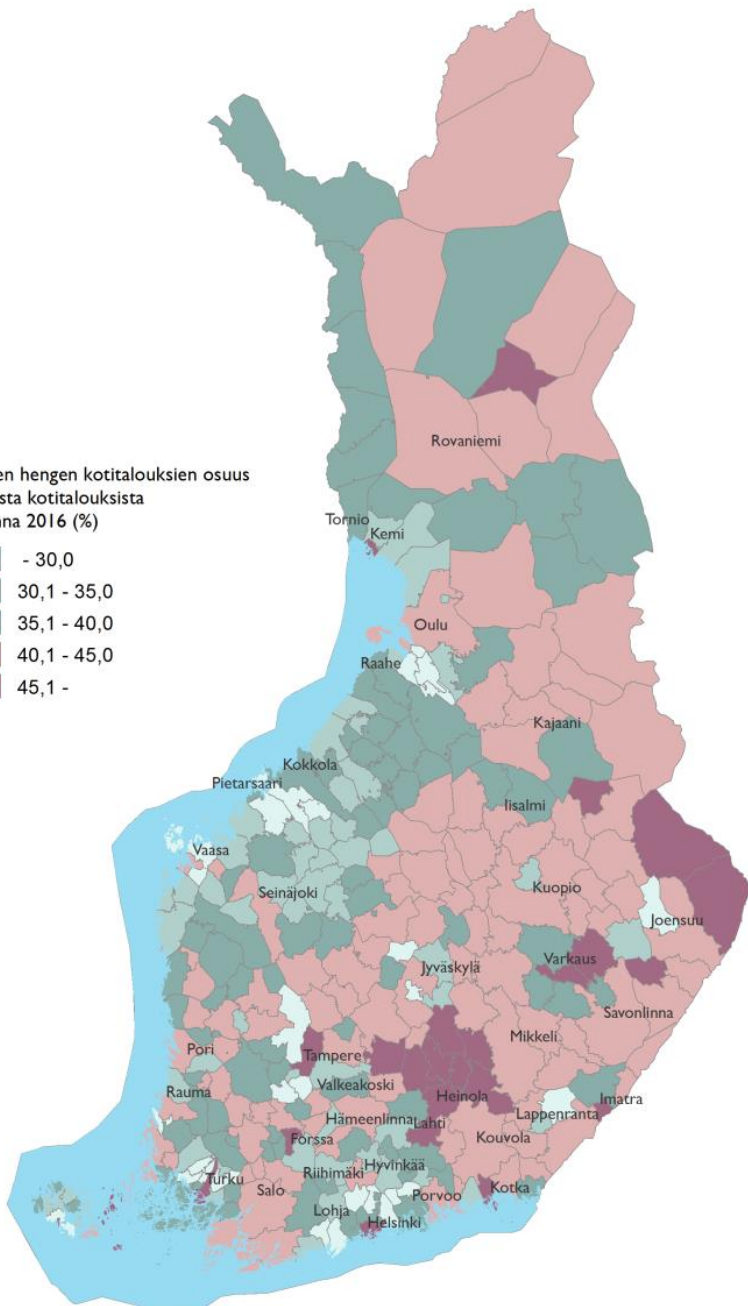 en hengen kotitalouksien osuus
ista kotitalouksista
nna 2016 (%)
- 30,0
30,1 - 35,0
35,1 - 40,0
40,1 - 45,0
45,1 -
Rovaniemi
Tornio
Kemi
Oulu
Raahe
Kajaani
Kokkola
Pietarsaari
Iisalmi
Vaasa
Seinäjoki
Kuopio
Joensuu
Jyväskylä
Varkaus
Savonlinna
Mikkeli
Pori
Tampere
Valkeakoski
Rauma
Heinola
Imatra
Lappenranta
Hämeenlinna
Lahti
Forssa
Kouvola
Hyvinkää
Riihimäki
Turku
Salo
Porvoo
Kotka
Lohja
Helsinki